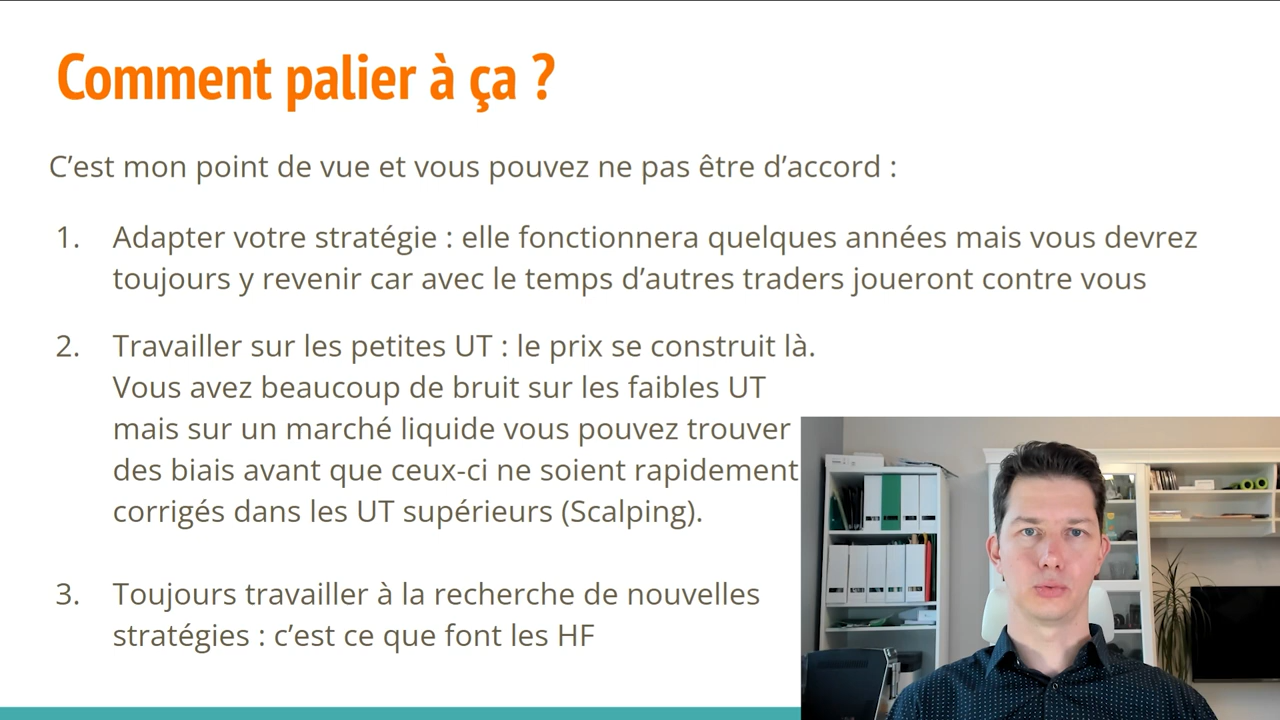 Comment palier à ça ?
C’est mon point de vue et vous pouvez ne pas être d’accord :
1. Adapter votre stratégie : elle fonctionnera quelques années mais vous devrez
toujours y revenir car avec le temps d’autres traders joueront contre vous
2. Travailler sur les petites UT : le prix se construit là.
Vous avez beaucoup de bruit sur les faibles UT
mais sur un marché liquide vous pouvez trouver
des biais avant que ceux-ci ne soient rapidement
corrigés dans les UT supérieurs (Scalping).
3. Toujours travailler à la recherche de nouvelles
stratégies : c’est ce que font les HF